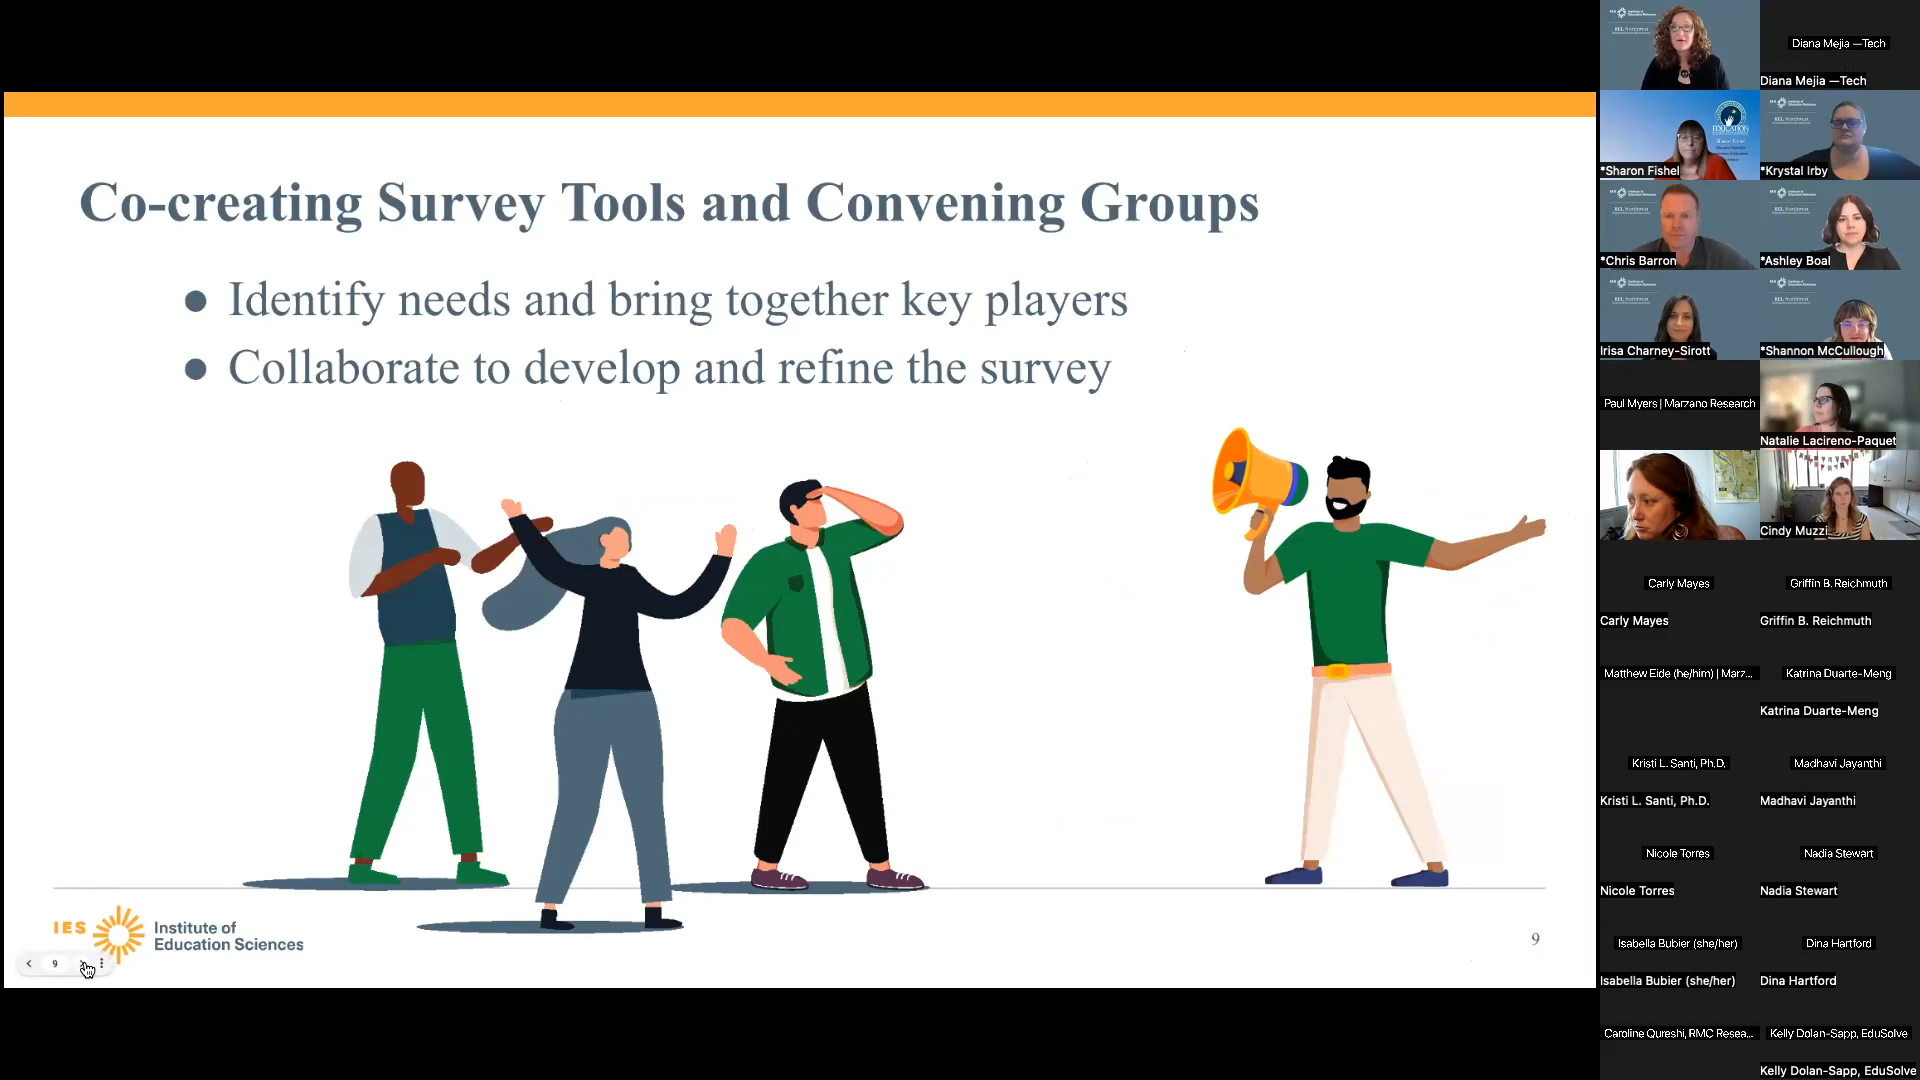 Co-creating Survey Tools and Convening Groups
● Identify needs and bring together key players
● Collaborate to develop and refine the survey
IES
Institute of
Education Sciences
9
9
Diana Mejia —Tech
Diana Mejia —Tech
EDUCATION
*Sharon Fishel
*Krystal Irby
*Chris Barron
*Ashley Boal
Irisa Charney-Sirott
*Shannon McCullough
Paul Myers | Marzano Research
Natalie Lacireno-Paquet
Cindy Muzzi
Carly Mayes
Griffin B. Reichmuth
Carly Mayes
Griffin B. Reichmuth
Matthew Eide (he/him) | Marz...
Katrina Duarte-Meng
Katrina Duarte-Meng
Kristi L. Santi, Ph.D.
Madhavi Jayanthi
Kristi L. Santi, Ph.D.
Madhavi Jayanthi
Nicole Torres
Nadia Stewart
Nicole Torres
Nadia Stewart
Isabella Bubier (she/her)
Dina Hartford
Isabella Bubier (she/her)
Dina Hartford
Caroline Qureshi, RMC Resea...
Kelly Dolan-Sapp, EduSolve
Kelly Dolan-Sapp, EduSolve